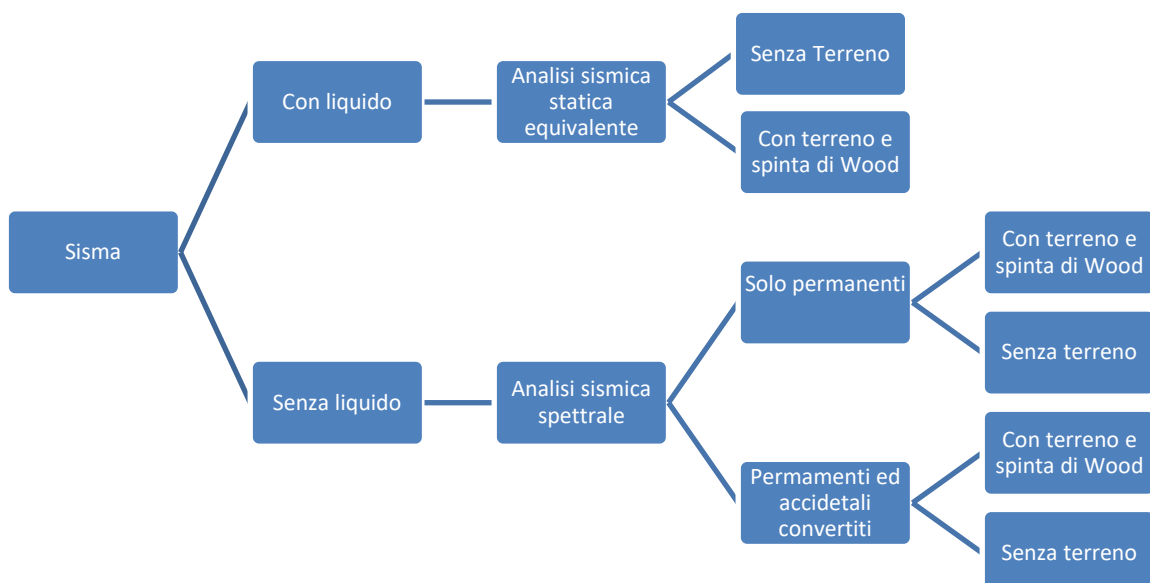 Sisma
Con liquido
Analisi sismica
statica
equivalente
Senza Terreno
Con terreno e
spinta di Wood
Senza liquido
Analisi sismica
spettrale
Solo permanenti
Con terreno e
spinta di Wood
Senza terreno
Permamenti ed
accidetali
convertiti
Con terreno e
spinta di Wood
Senza terreno